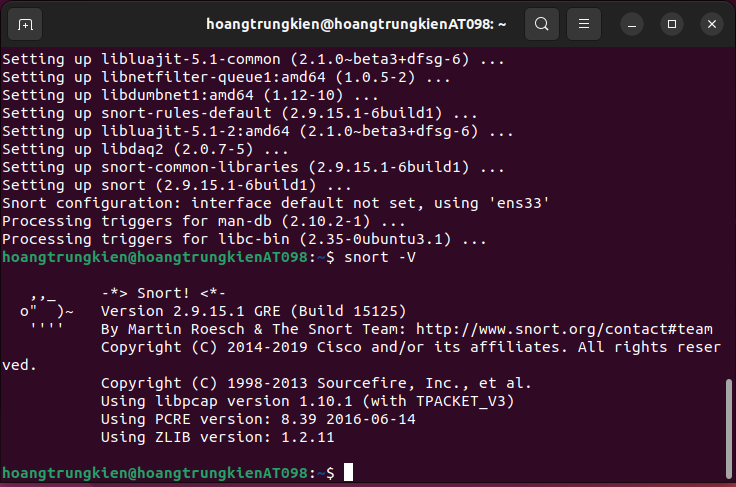 hoangtrungkien@hoangtrungkienAT098: ~
Setting up libluajit-5.1-common (2.1.0~beta3+dfsg-6) ...
Setting up libnetfilter-queue1:amd64 (1.0.5-2) ...
Setting up libdumbnet1:amd64 (1.12-10) ...
Setting up snort-rules-default (2.9.15.1-6build1) ...
Setting up libluajit-5.1-2:amd64 (2.1.0~beta3+dfsg-6) ...
Setting up libdaq2 (2.0.7-5) ...
Setting up snort-common-libraries (2.9.15.1-6build1) ...
Setting up snort (2.9.15.1-6build1) ...
Snort configuration: interface default not set, using 'ens33'
Processing triggers for man-db (2.10.2-1) ...
Processing triggers for libc-bin (2.35-0ubuntu3.1) ...
hoangtrungkien@hoangtrungkienAT098:~$ snort -V
   ,,_     -*> Snort! <*-
  o"  )~   Version 2.9.15.1 GRE (Build 15125)
   ''''    By Martin Roesch & The Snort Team: http://www.snort.org/contact#team
           Copyright (C) 2014-2019 Cisco and/or its affiliates. All rights reser
ved.
           Copyright (C) 1998-2013 Sourcefire, Inc., et al.
           Using libpcap version 1.10.1 (with TPACKET_V3)
           Using PCRE version: 8.39 2016-06-14
           Using ZLIB version: 1.2.11
hoangtrungkien@hoangtrungkienAT098:~$